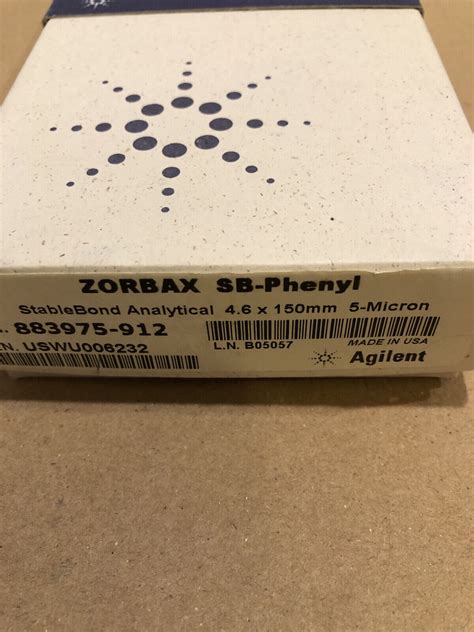 ZORBAX SB-Phenyl
StableBond Analytical 4.6 x 150mm 5-Micron
883975-912
USWU006232
L.N. B05057
MADE IN USA
Agilent